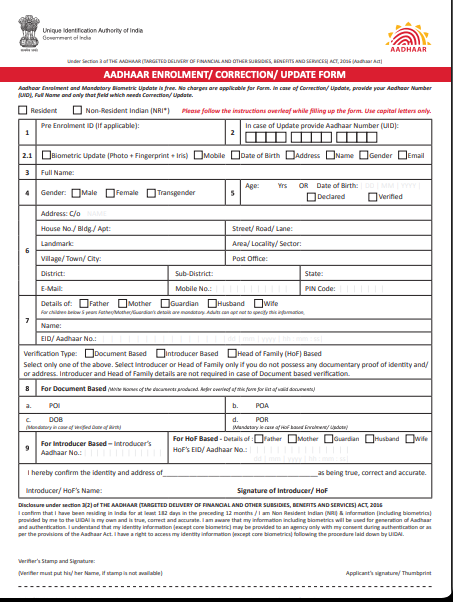 Unique Identification Authority of India
Government of India
AADHAAR
Under Section 3 of THE AADHAAR (TARGETED DELIVERY OF FINANCIAL AND OTHER SUBSIDIES, BENEFITS AND SERVICES) ACT, 2016 (Aadhaar Act)
AADHAAR ENROLMENT/ CORRECTION/ UPDATE FORM
Aadhaar Enrolment and Mandatory Biometric Update is free. No charges are applicable for Form. In case of Correction/ Update, provide your Aadhaar Number (UID), Full Name and only that field which needs Correction/ Update.
Resident Non-Resident Indian (NRI*) Please follow the instructions overleaf while filling up the form. Use capital letters only.
1 Pre Enrolment ID (if applicable):
2 In case of Update provide Aadhaar Number (UID):
2.1 Biometric Update (Photo + Fingerprint + Iris) Mobile Date of Birth Address Name Gender Email
3 Full Name:
4 Gender: Male Female Transgender
5 Age: Yrs OR Date of Birth:
Declared Verified
6 Address: C/o NAME
House No./ Bldg./ Apt: Street/ Road/ Lane:
Landmark: Area/ Locality/ Sector:
Village/ Town/ City: Post Office:
District: Sub-District: State:
E-Mail: Mobile No.: PIN Code:
7 Details of: Father Mother Guardian Husband Wife
For children below 5 years Father/Mother/Guardian's details are mandatory. Adults can opt not to specify this information,
Name:
EID/ Aadhaar No.:
Verification Type: Document Based Introducer Based Head of Family (HoF) Based
Select only one of the above. Select Introducer or Head of Family only if you do not possess any documentary proof of identity and/
or address. Introducer and Head of Family details are not required in case of Document based verification.
8 For Document Based (Write Names of the documents produced. Refer overleaf of this form for list of valid documents)
a. POI b. POA
c. DOB d. POR
(Mandatory in case of Verified Date of Birth) (Mandatory in case of HoF based Enrolment/ Update)
9 For Introducer Based – Introducer's
Aadhaar No.:
For HoF Based - Details of : Father Mother Guardian Husband Wife
HoF's EID/ Aadhaar No.:
I hereby confirm the identity and address of as being true, correct and accurate.
Introducer/ HoF's Name: Signature of Introducer/ HoF
Disclosure under section 3(2) of THE AADHAAR (TARGETED DELIVERY OF FINANCIAL AND OTHER SUBSIDIES, BENEFITS AND SERVICES) ACT, 2016
I confirm that I have been residing in India for at least 182 days in the preceding 12 months / I am Non Resident Indian (NRI) & information (including biometrics)
provided by me to the UIDAI is my own and is true, correct and accurate. I am aware that my information including biometrics will be used for generation of Aadhaar
and authentication. I understand that my identity information (except core biometric) may be provided to an agency only with my consent during authentication or as
per the provisions of the Aadhaar Act. I have a right to access my identity information (except core biometrics) following the procedure laid down by UIDAI.
Verifier's Stamp and Signature:
(Verifier must put his/ her Name, if stamp is not available) Applicant's signature/ Thumbprint